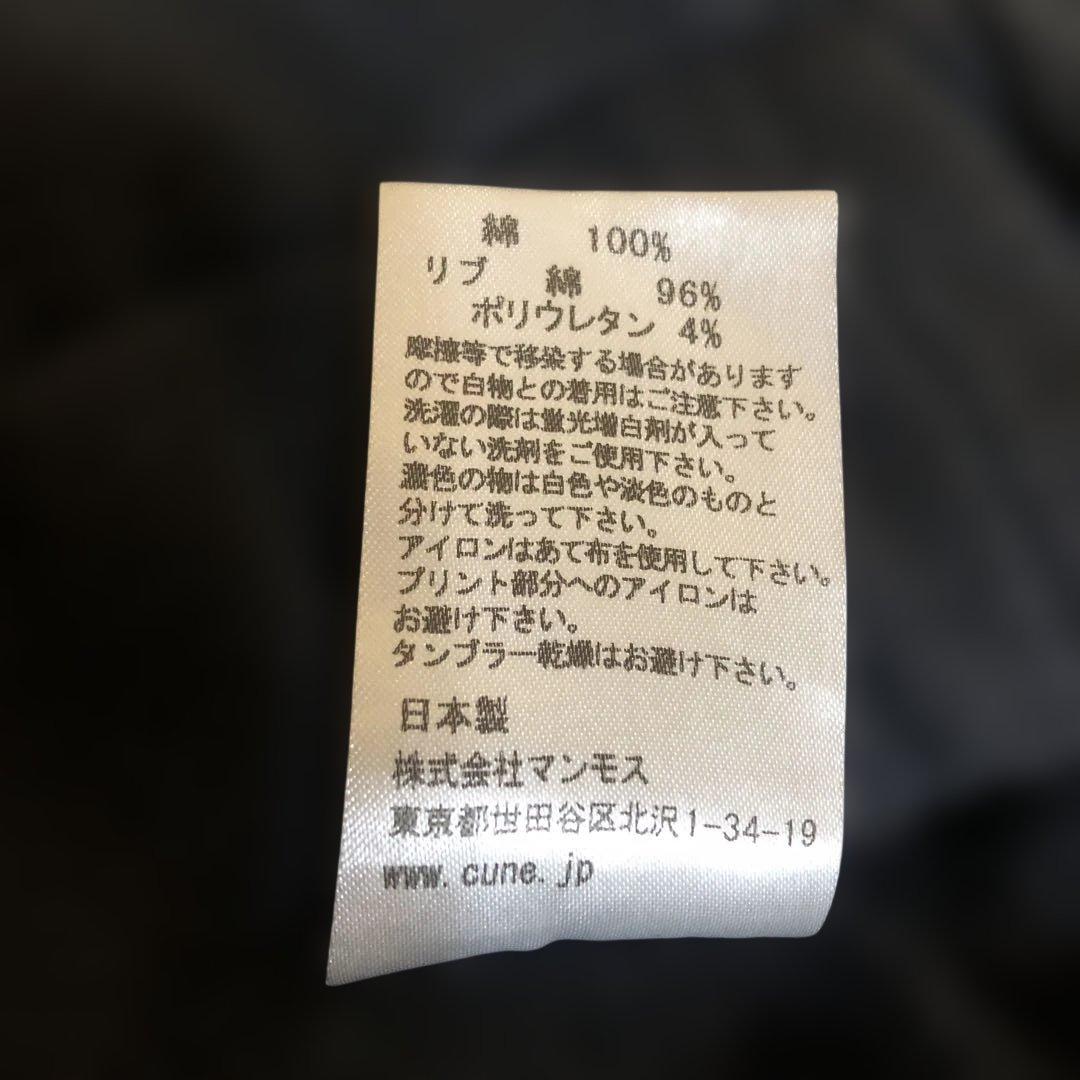 綿 100%
リブ 綿 96%
ポリウレタン 4%
摩擦等で移染する場合があります
ので白物との着用はご注意下さい。
洗濯の際は蛍光増白剤が入って
いない洗剤をご使用下さい。
濃色の物は白色や淡色のものと
分けて洗って下さい。
アイロンはあて布を使用して下さい。
プリント部分へのアイロンは
お避け下さい。
タンブラー乾燥はお避け下さい。
日本製
株式会社マンモス
東京都世田谷区北沢1-34-19
www.cune.jp